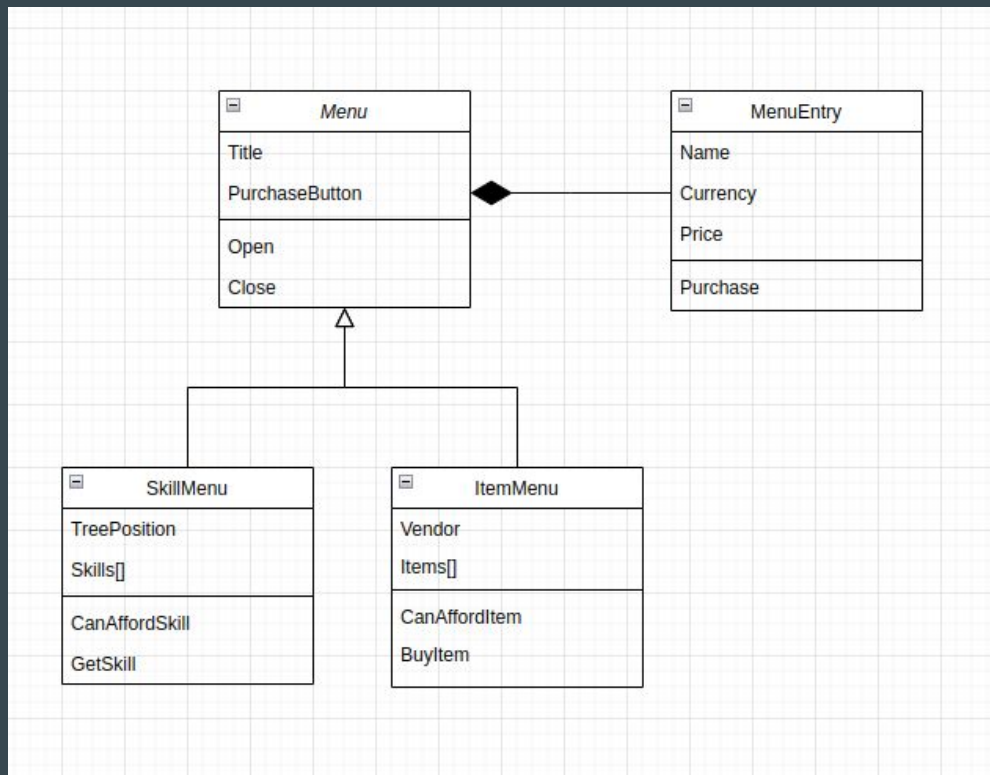 Menu
Title
PurchaseButton
Open
Close
MenuEntry
Name
Currency
Price
Purchase
SkillMenu
TreePosition
Skills[]
CanAffordSkill
GetSkill
ItemMenu
Vendor
Items[]
CanAffordItem
BuyItem